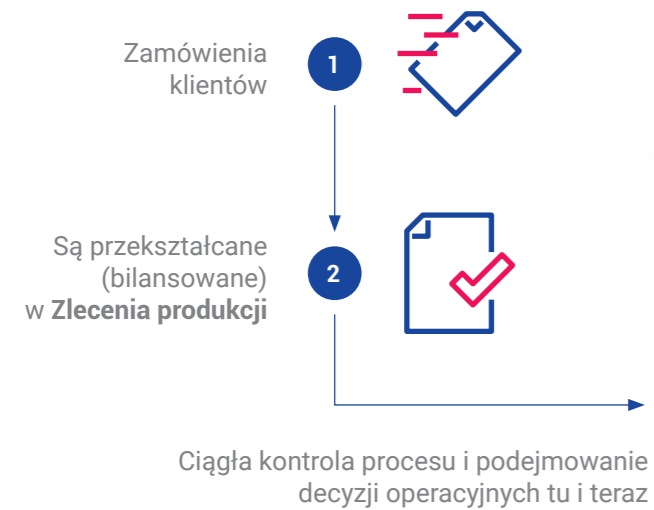 Zamówienia
klientów
1
Są przekształcane
(bilansowane)
w Zlecenia produkcji
2
Ciągła kontrola procesu i podejmowanie
decyzji operacyjnych tu i teraz